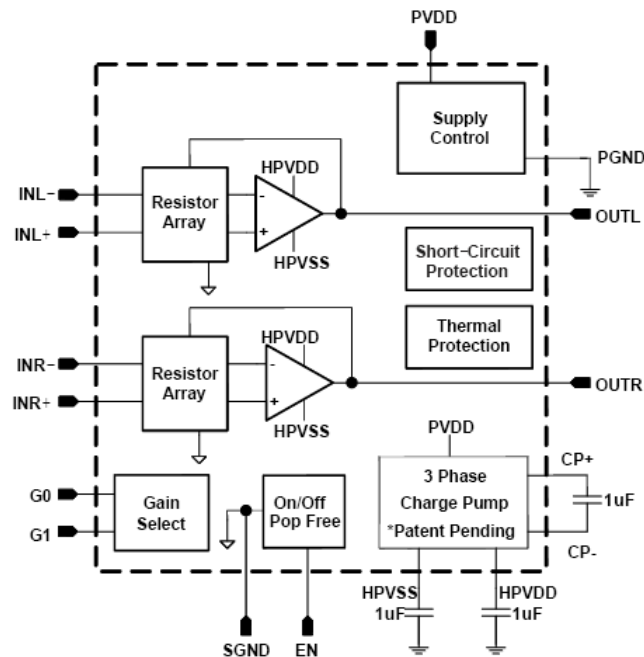 PVDD
Supply
Control
PGND
HPVDD
INL−
Resistor
Array
-
INL+
+
OUTL
HPVSS
Short−Circuit
Protection
HPVDD
Thermal
Protection
INR−
Resistor
Array
-
INR+
+
OUTR
HPVSS
PVDD
CP+
3 Phase
Charge Pump
*Patent Pending
1uF
CP-
G0
G1
Gain
Select
On/Off
Pop Free
HPVSS
1uF
HPVDD
1uF
SGND
EN